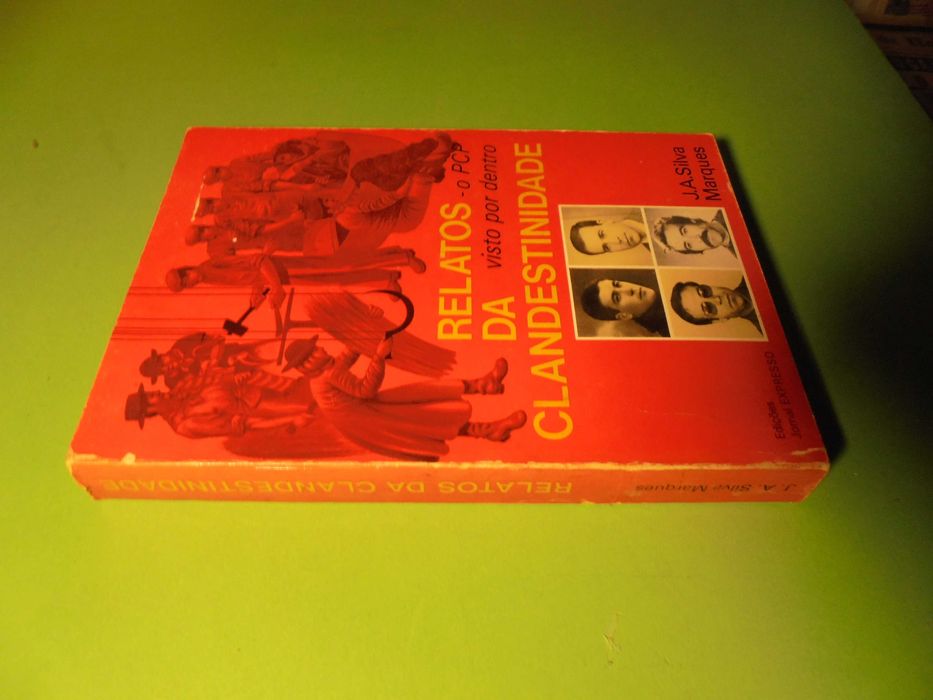 RELATOS - o PCP
visto por dentro
DA
CLANDESTINIDADE
J.A.Silva
Marques
Edições
Jornal EXPRESSO
J. A. Silva Marques
RELATOS DA CLANDESTINIDADE